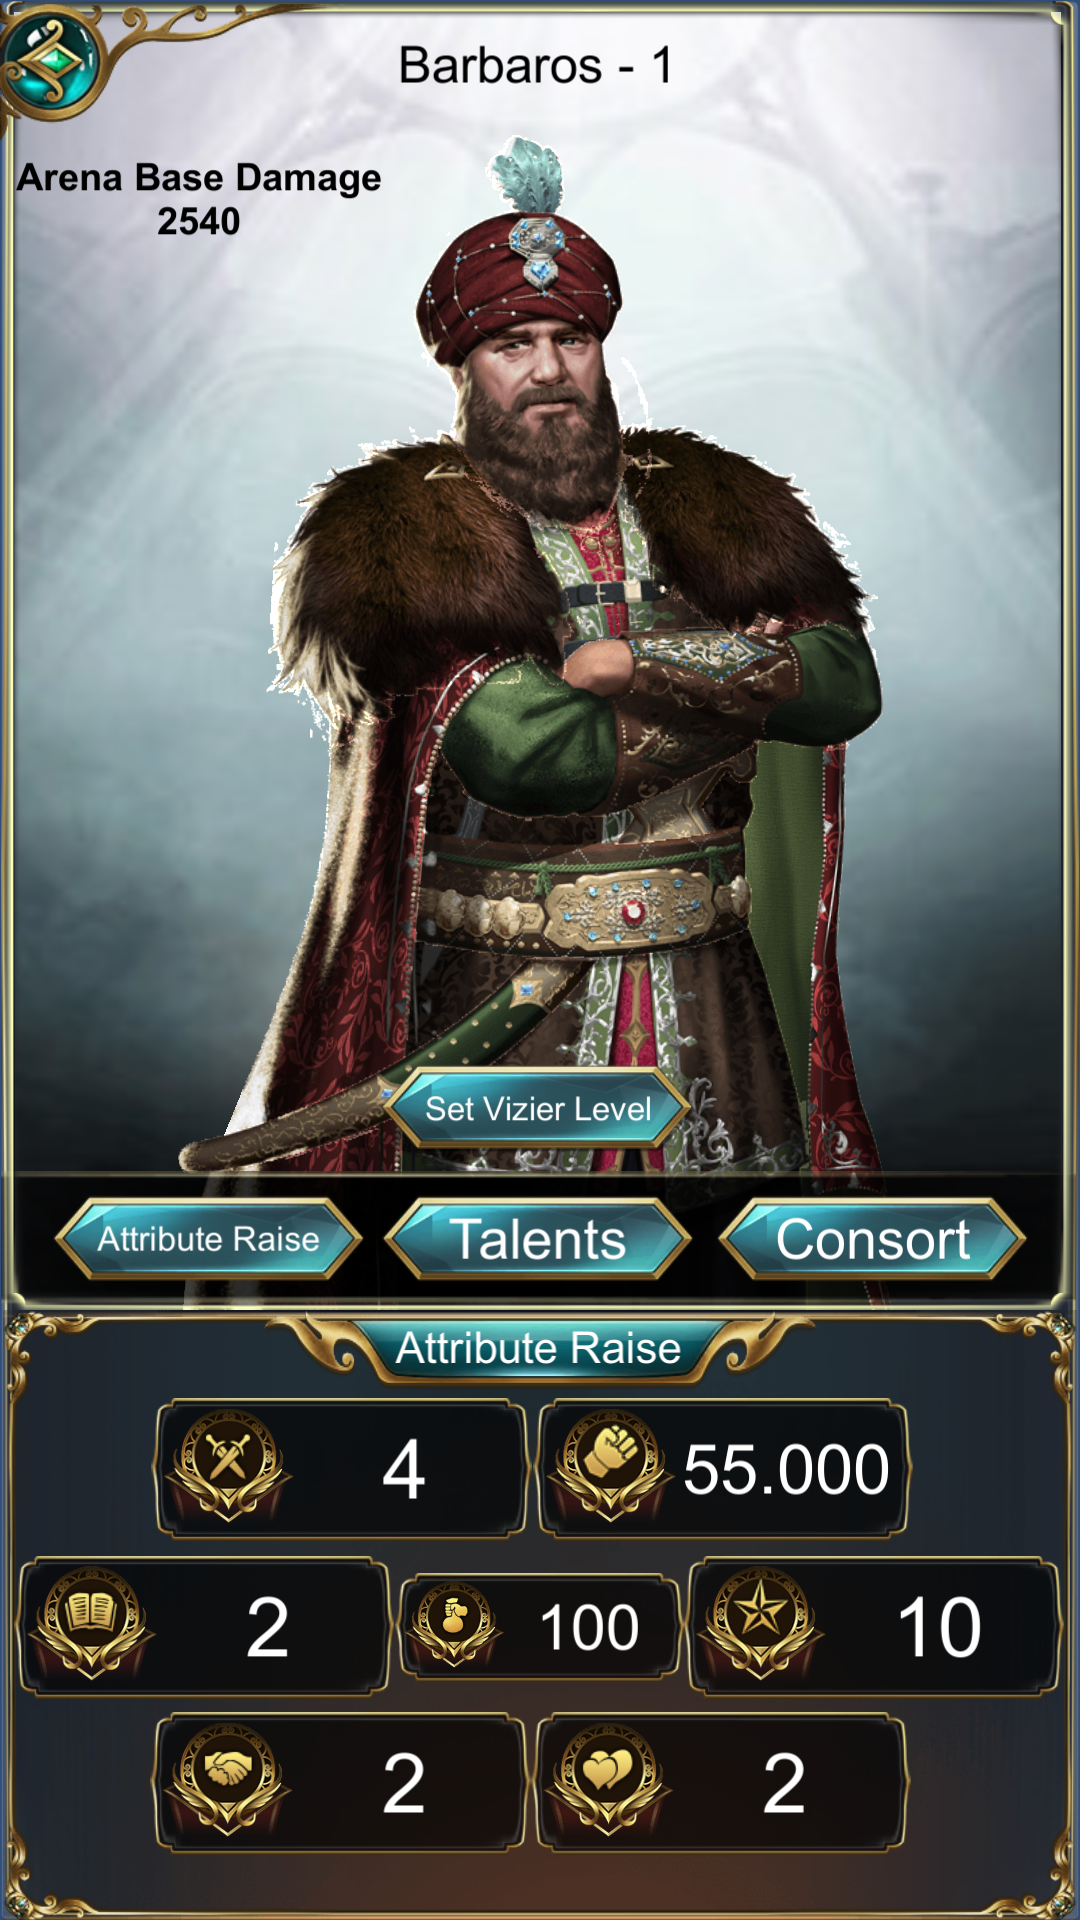 Barbaros - 1
Arena Base Damage
2540
Set Vizier Level
Attribute Raise
Talents
Consort
Attribute Raise
4
55.000
2
100
10
2
2